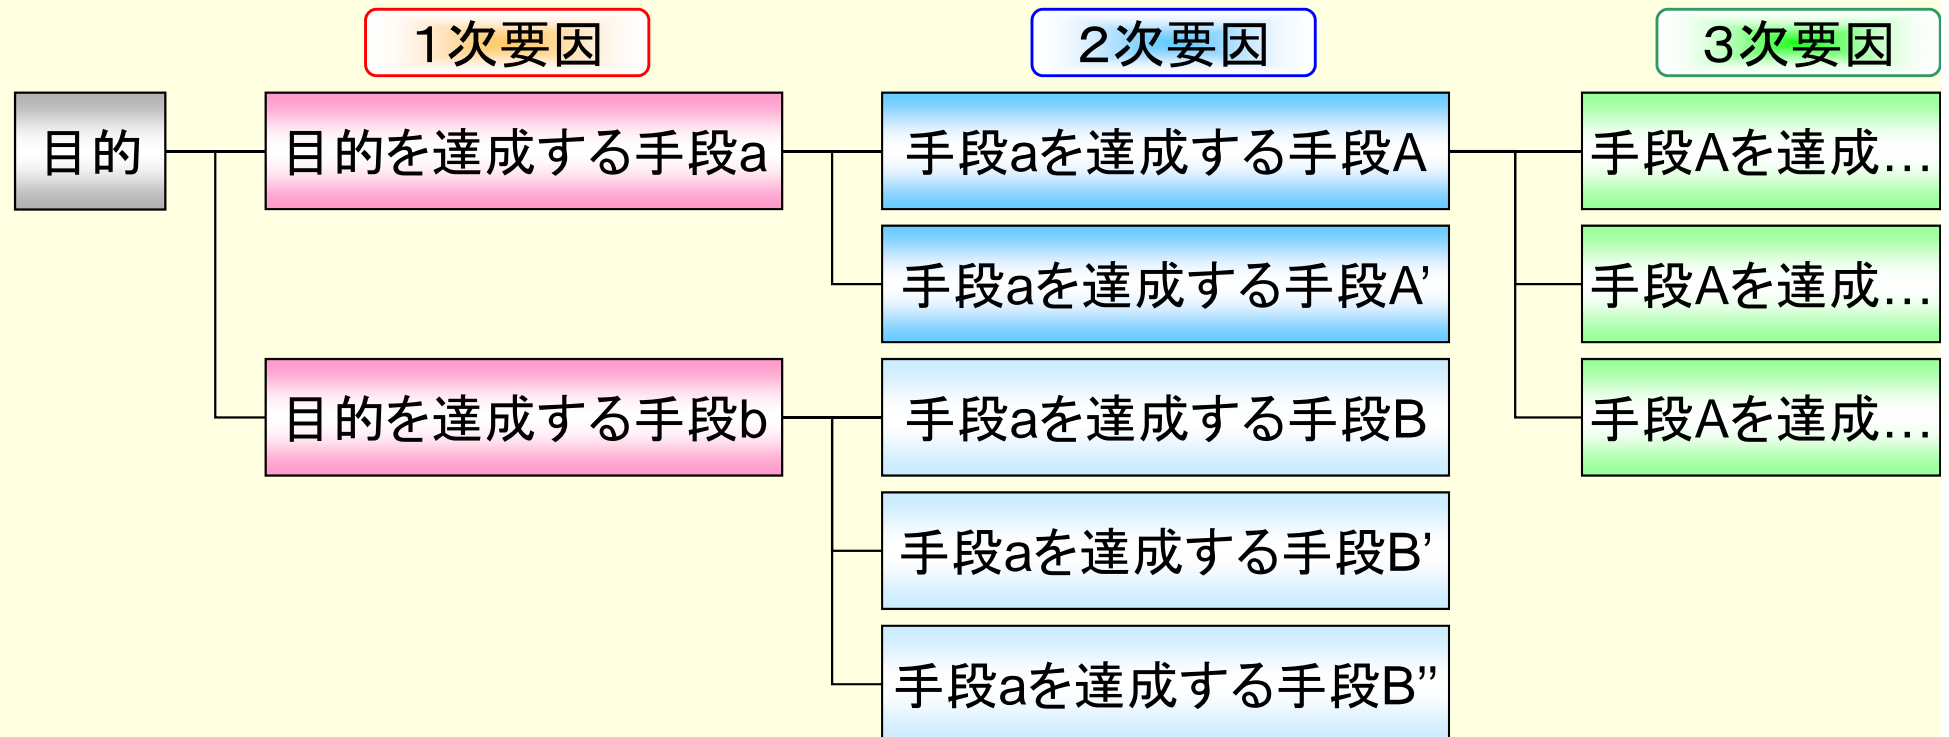 １次要因
２次要因
３次要因
目的
目的を達成する手段a
手段aを達成する手段A
手段Aを達成…
手段aを達成する手段A’
手段Aを達成…
目的を達成する手段b
手段aを達成する手段B
手段Aを達成…
手段aを達成する手段B’
手段aを達成する手段B”